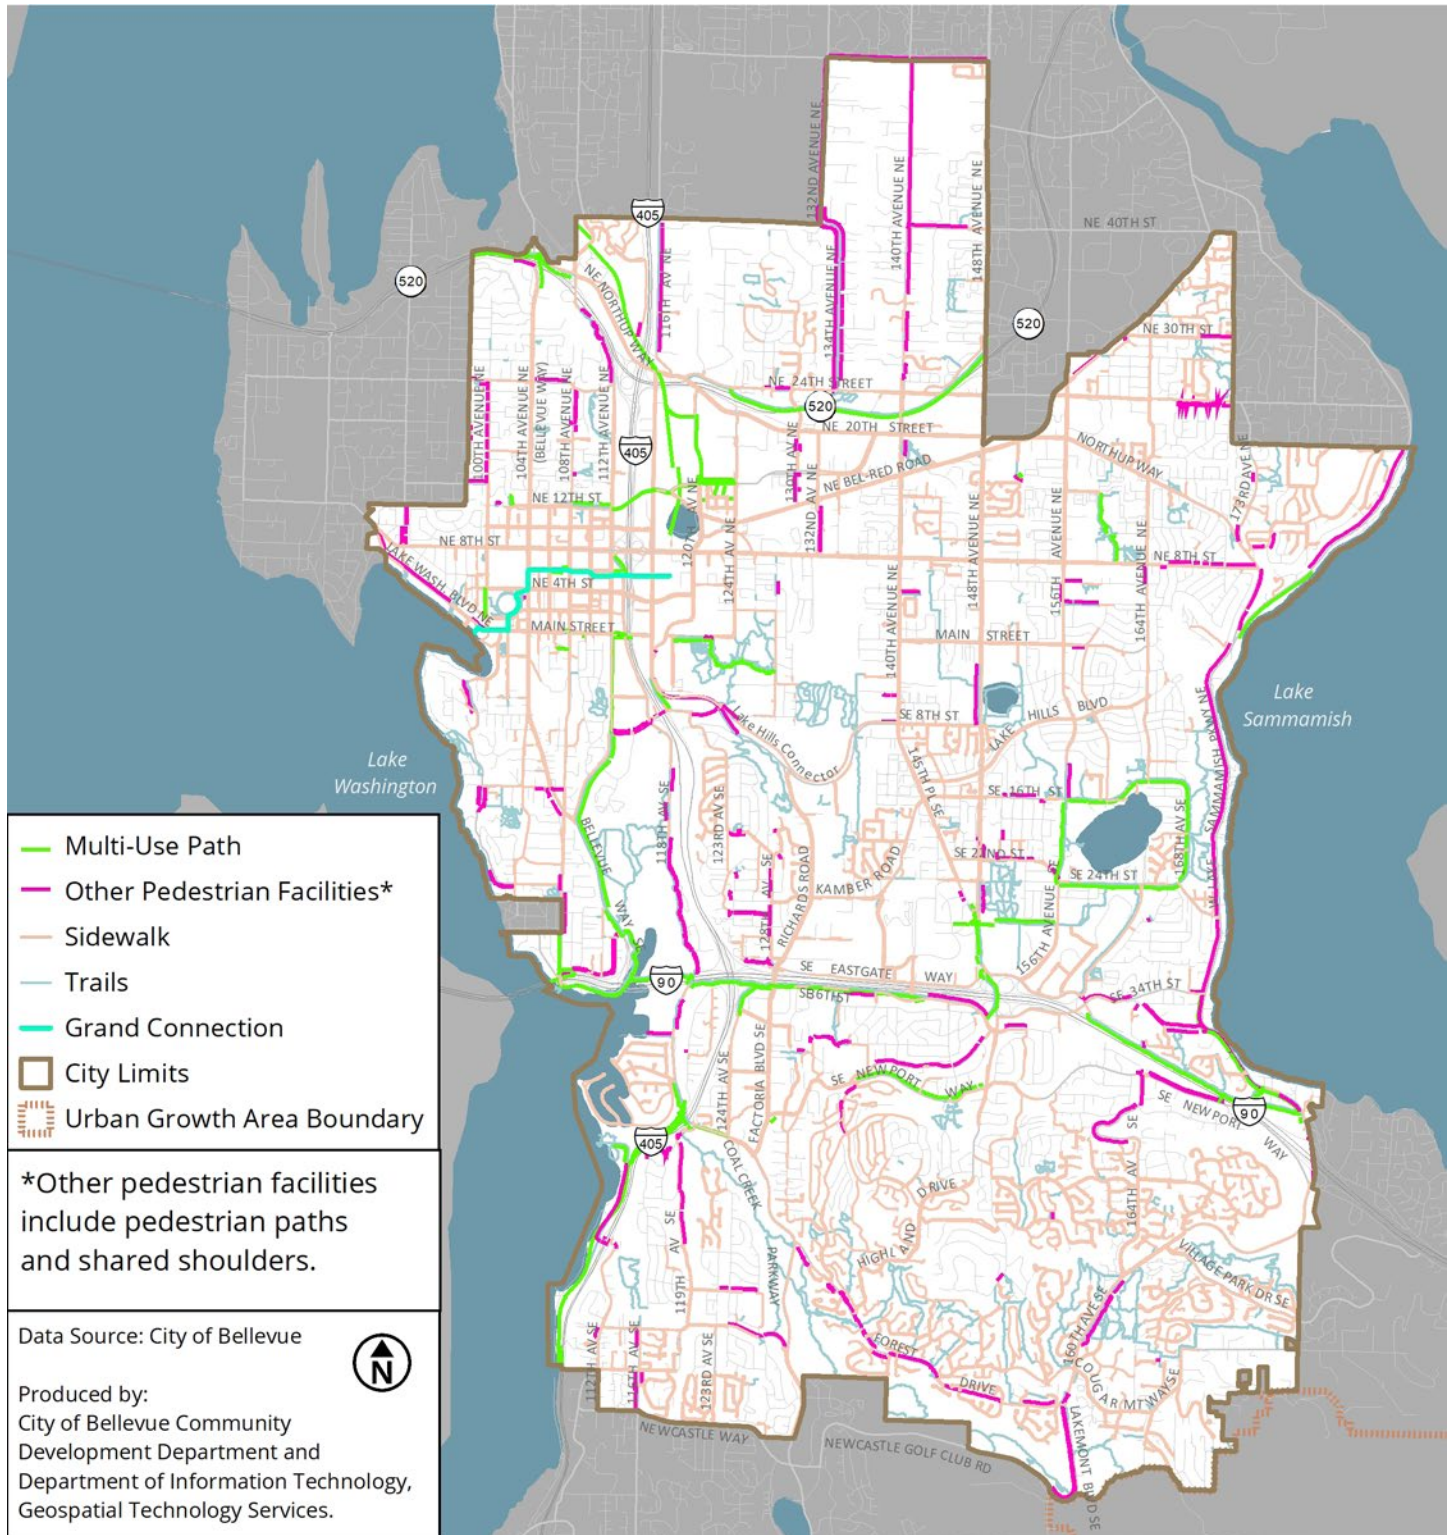 132ND AVENUE NE
140TH AVENUE NE
148TH AVENUE NE
NE 40TH ST
405
520
NE NORTHUP WAY
116TH AV NE
134TH AVENUE NE
520
NE 30TH ST
NE 24TH STREET
520
100TH AVENUE NE
104TH AVENUE NE
(BELLEVUE WAY)
108TH AVENUE NE
112TH AVENUE NE
405
NE 20TH STREET
NORTHUP WAY
130TH AV NE
NE BEL-RED ROAD
173RD AVE NE
NE 12TH ST
120TH AV NE
132ND AV NE
148TH AVENUE NE
156TH AVENUE NE
164TH AVENUE NE
NE 8TH ST
NE 8TH ST
LAKE WASH. BLVD NE
NE 4TH ST
124TH AV NE
140TH AVENUE NE
MAIN STREET
MAIN STREET
Lake
Sammamish
SE 8TH ST
LAKE HILLS BLVD
Lake Hills Connector
W. LAKE SAMMAMISH PKWY NE
Lake
Washington
145TH PL SE
SE 16TH ST
118TH AV SE
123RD AV SE
BELLEVUE WAY SE
128TH AV SE
RICHARDS ROAD
KAMBER ROAD
SE 22ND ST
SE 24TH ST
168TH AV SE
156TH AVENUE SE
SE EASTGATE WAY
90
SE 36TH ST
SE 34TH ST
124TH AV SE
FACTORIA BLVD SE
SE NEWPORT WAY
SE NEWPORT WAY
90
405
COAL CREEK PARKWAY
HIGHLAND DRIVE
164TH AV SE
VILLAGE PARK DR SE
119TH AV SE
160TH AVE SE
FOREST DRIVE
COUGAR MT WAY SE
112TH AV SE
116TH AV SE
123RD AV SE
LAKEMONT BLVD SE
NEWCASTLE WAY
NEWCASTLE GOLF CLUB RD
Multi-Use Path
Other Pedestrian Facilities*
Sidewalk
Trails
Grand Connection
City Limits
Urban Growth Area Boundary
*Other pedestrian facilities
include pedestrian paths
and shared shoulders.
Data Source: City of Bellevue
N
Produced by:
City of Bellevue Community
Development Department and
Department of Information Technology,
Geospatial Technology Services.